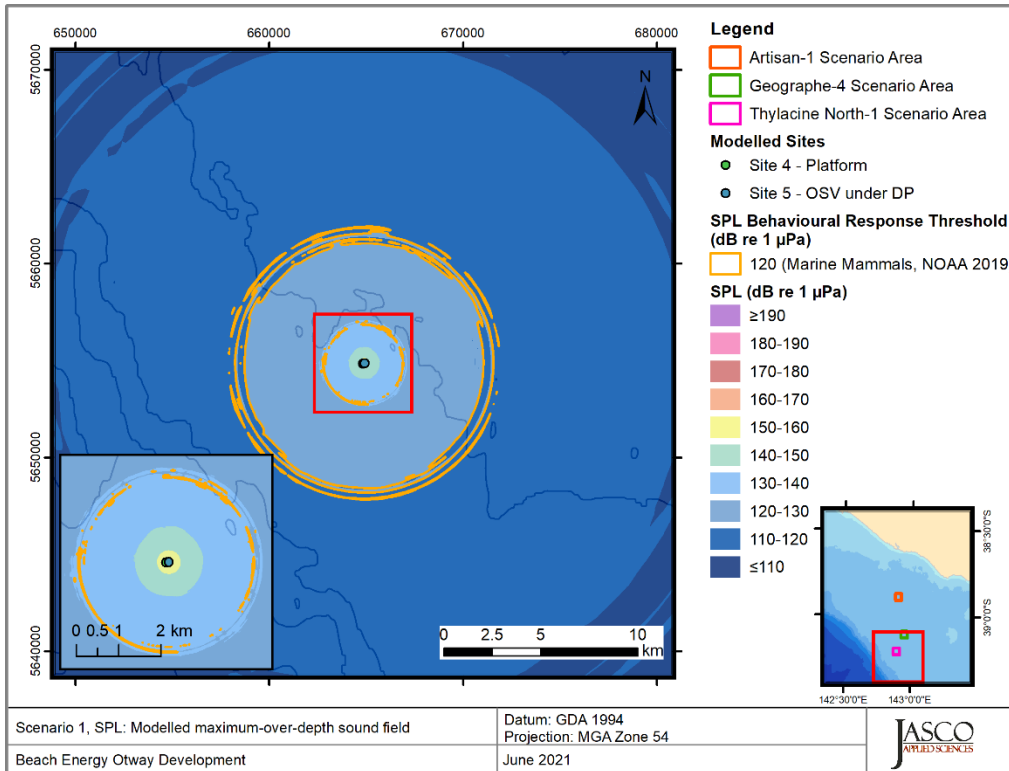 650000
660000
670000
680000
5670000
5660000
5650000
5640000
N
0 0.5 1 2 km
0 2.5 5 10
km
Legend
Artisan-1 Scenario Area
Geographe-4 Scenario Area
Thylacine North-1 Scenario Area
Modelled Sites
Site 4 - Platform
Site 5 - OSV under DP
SPL Behavioural Response Threshold
(dB re 1 µPa)
120 (Marine Mammals, NOAA 2019
SPL (dB re 1 µPa)
≥190
180-190
170-180
160-170
150-160
140-150
130-140
120-130
110-120
≤110
38°30'0"S
39°0'0"S
142°30'0"E
143°0'0"E
Scenario 1, SPL: Modelled maximum-over-depth sound field
Datum: GDA 1994
Projection: MGA Zone 54
Beach Energy Otway Development
June 2021
JASCO
APPLIED SCIENCES